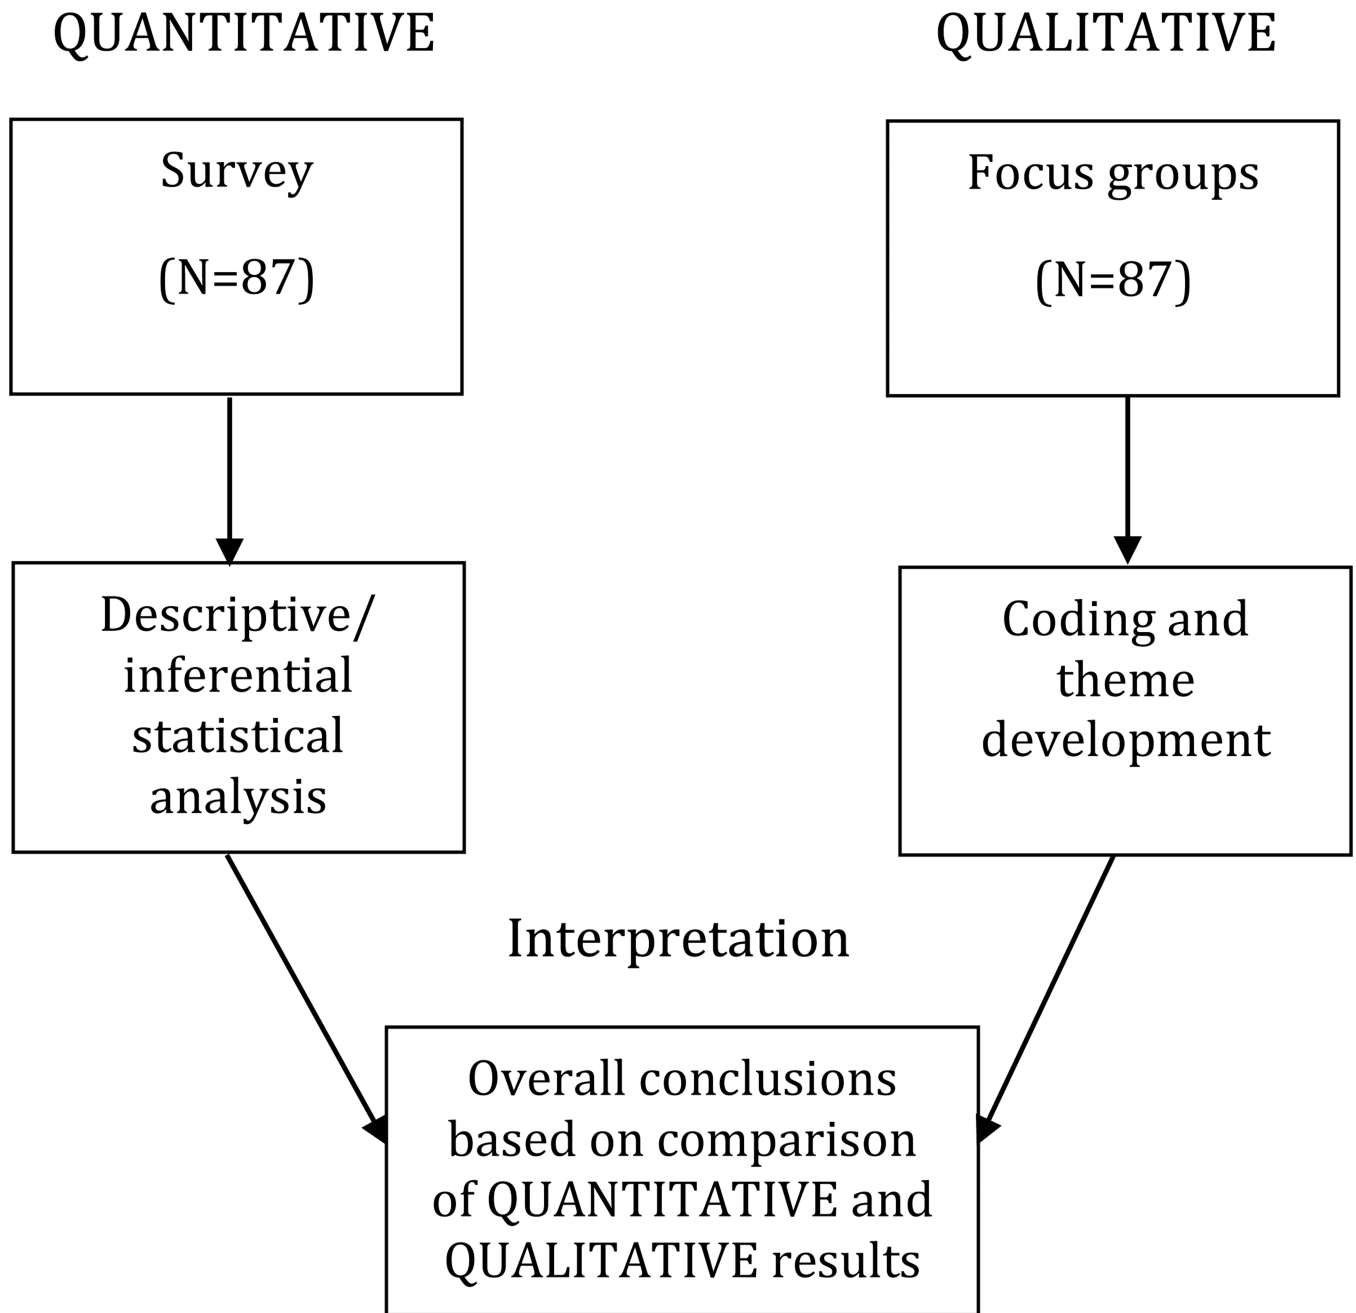 QUANTITATIVE
QUALITATIVE
Survey
(N=87)
Focus groups
(N=87)
Descriptive/
inferential
statistical
analysis
Coding and
theme
development
Interpretation
Overall conclusions
based on comparison
of QUANTITATIVE and
QUALITATIVE results